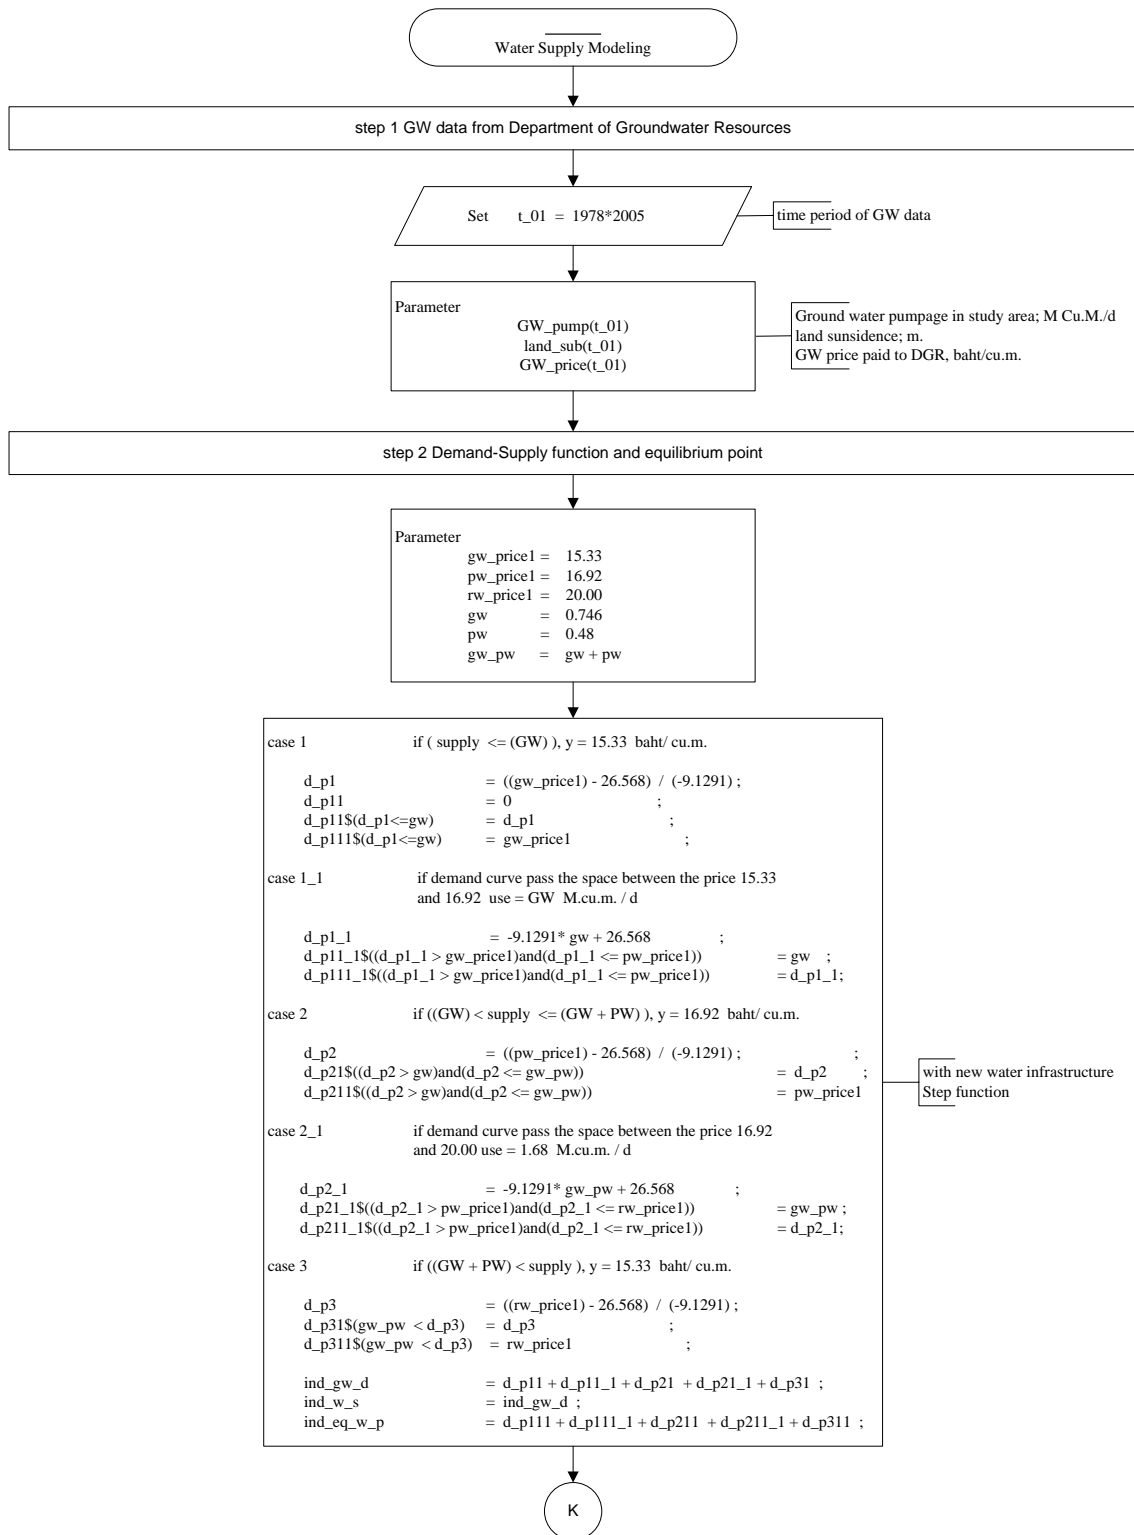 Water Supply Modeling
step 1 GW data from Department of Groundwater Resources
Set t_01 = 1978*2005
time period of GW data
Parameter
GW_pump(t_01)
land_sub(t_01)
GW_price(t_01)
Ground water pumpage in study area; M Cu.M./d
land sunsidence; m.
GW price paid to DGR, baht/cu.m.
step 2 Demand-Supply function and equilibrium point
Parameter
gw_price1 = 15.33
pw_price1 = 16.92
rw_price1 = 20.00
gw = 0.746
pw = 0.48
gw_pw = gw + pw
case 1 if ( supply <= (GW) ), y = 15.33 baht/ cu.m.
d_p1 = ((gw_price1) - 26.568) / (-9.1291) ;
d_p11 = 0 ;
d_p11$(d_p1<=gw) = d_p1 ;
d_p111$(d_p1<=gw) = gw_price1 ;
case 1_1 if demand curve pass the space between the price 15.33
and 16.92 use = GW M.cu.m. / d
d_p1_1 = -9.1291* gw + 26.568 ;
d_p11_1$((d_p1_1 > gw_price1)and(d_p1_1 <= pw_price1)) = gw ;
d_p111_1$((d_p1_1 > gw_price1)and(d_p1_1 <= pw_price1)) = d_p1_1;
case 2 if ((GW) < supply <= (GW + PW) ), y = 16.92 baht/ cu.m.
d_p2 = ((pw_price1) - 26.568) / (-9.1291) ; ;
d_p21$((d_p2 > gw)and(d_p2 <= gw_pw)) = d_p2 ;
d_p211$((d_p2 > gw)and(d_p2 <= gw_pw)) = pw_price1
with new water infrastructure
Step function
case 2_1 if demand curve pass the space between the price 16.92
and 20.00 use = 1.68 M.cu.m. / d
d_p2_1 = -9.1291* gw_pw + 26.568 ;
d_p21_1$((d_p2_1 > pw_price1)and(d_p2_1 <= rw_price1)) = gw_pw ;
d_p211_1$((d_p2_1 > pw_price1)and(d_p2_1 <= rw_price1)) = d_p2_1;
case 3 if ((GW + PW) < supply ), y = 15.33 baht/ cu.m.
d_p3 = ((rw_price1) - 26.568) / (-9.1291) ;
d_p31$(gw_pw < d_p3) = d_p3 ;
d_p311$(gw_pw < d_p3) = rw_price1 ;
ind_gw_d = d_p11 + d_p11_1 + d_p21 + d_p21_1 + d_p31 ;
ind_w_s = ind_gw_d ;
ind_eq_w_p = d_p111 + d_p111_1 + d_p211 + d_p211_1 + d_p311 ;
K